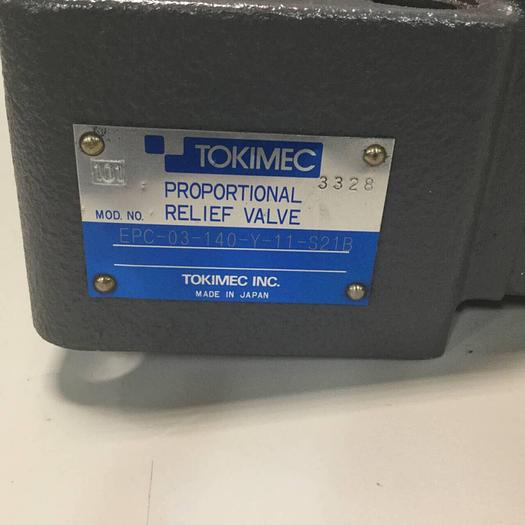 TOKIMEC
101
PROPORTIONAL 3328
MOD. NO. RELIEF VALVE
EPC-03-140-Y-11-S21B
TOKIMEC INC.
MADE IN JAPAN